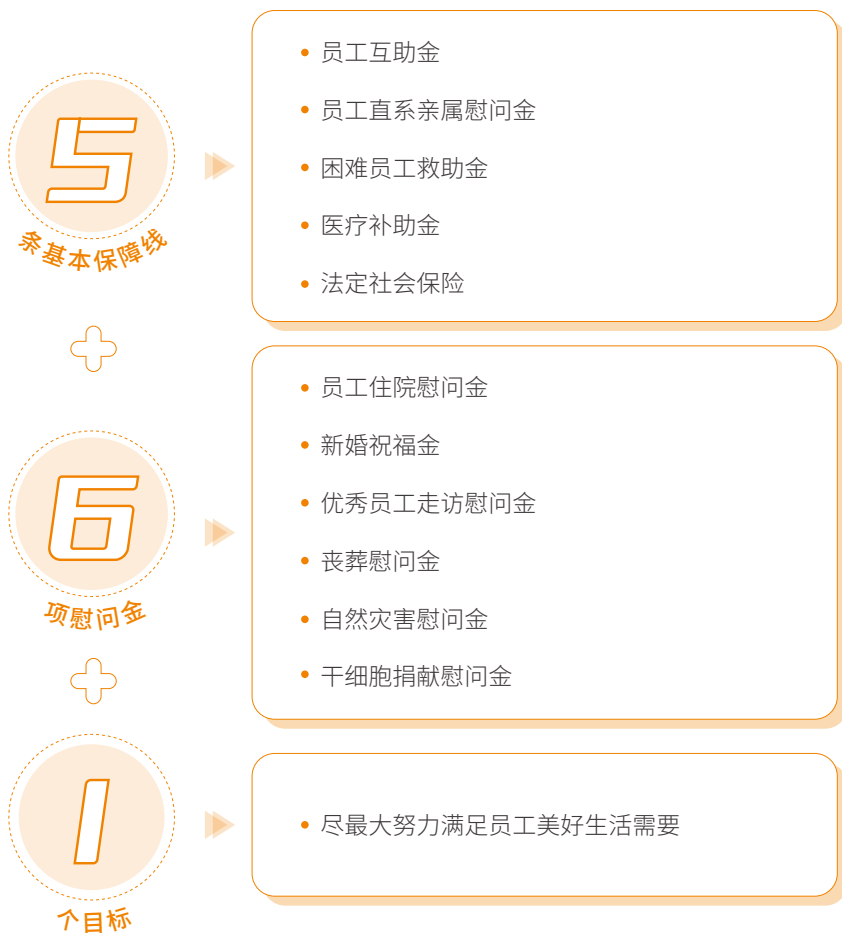 5
条基本保障线
员工互助金
员工直系亲属慰问金
困难员工救助金
医疗补助金
法定社会保险
6
项慰问金
员工住院慰问金
新婚祝福金
优秀员工走访慰问金
丧葬慰问金
自然灾害慰问金
干细胞捐献慰问金
1
个目标
尽最大努力满足员工美好生活需要